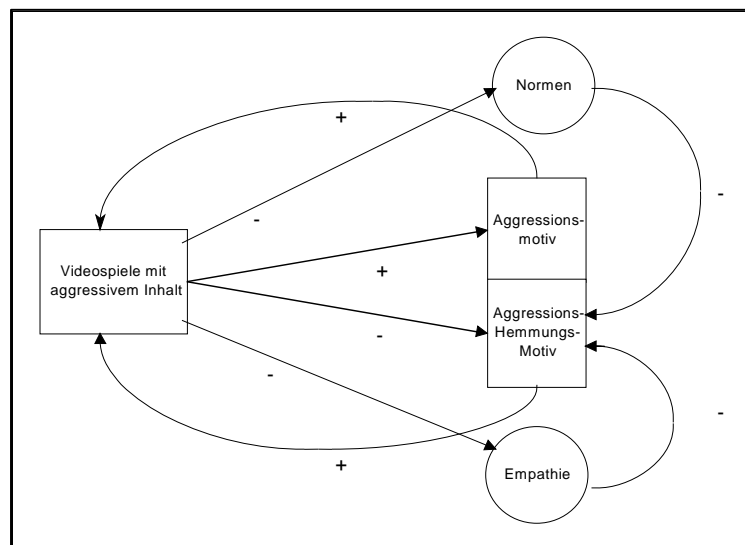 Normen
+
-
-
Aggressions-
motiv
Videospiele mit
aggressivem Inhalt
+
Aggressions-
Hemmungs-
Motiv
-
-
-
+
Empathie